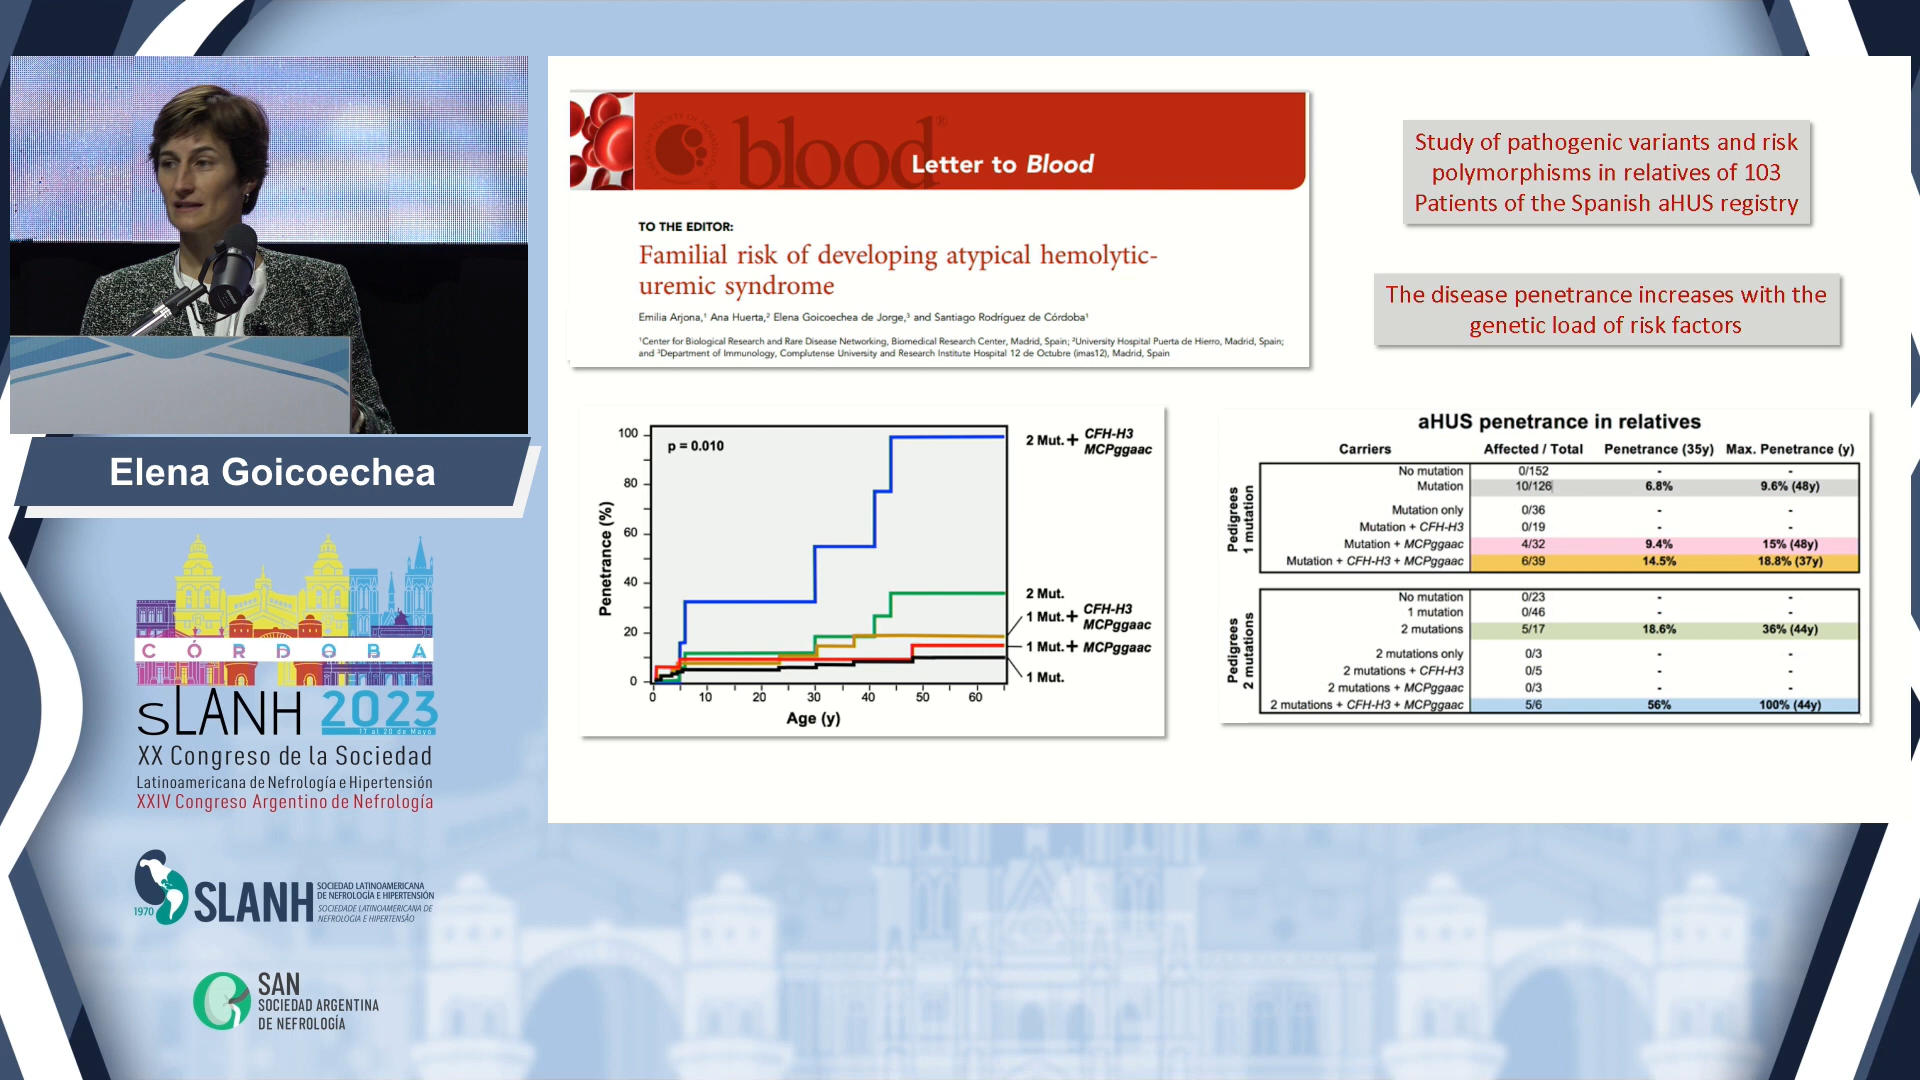 blood®
Letter to Blood
TO THE EDITOR:
Familial risk of developing atypical hemolytic-
uremic syndrome
Emilia Arjona,¹ Ana Huerta,² Elena Goicoechea de Jorge,³ and Santiago Rodríguez de Córdoba¹
¹Center for Biological Research and Rare Disease Networking, Biomedical Research Center, Madrid, Spain; ²University Hospital Puerta de Hierro, Madrid, Spain;
and ³Department of Immunology, Complutense University and Research Institute Hospital 12 de Octubre (imas12), Madrid, Spain
Study of pathogenic variants and risk
polymorphisms in relatives of 103
Patients of the Spanish aHUS registry
The disease penetrance increases with the
genetic load of risk factors
p = 0.010
Penetrance (%)
100
80
60
40
20
0
0 10 20 30 40 50 60
Age (y)
2 Mut. + CFH-H3
MCPggaac
2 Mut.
1 Mut. + CFH-H3
MCPggaac
1 Mut. + MCPggaac
1 Mut.
aHUS penetrance in relatives
Carriers Affected / Total Penetrance (35y) Max. Penetrance (y)
Pedigrees
1 mutation
No mutation 0/152 - -
Mutation 10/126 6.8% 9.6% (48y)
Mutation only 0/36 - -
Mutation + CFH-H3 0/19 - -
Mutation + MCPggaac 4/32 9.4% 15% (48y)
Mutation + CFH-H3 + MCPggaac 6/39 14.5% 18.8% (37y)
Pedigrees
2 mutations
No mutation 0/23 - -
1 mutation 0/46 - -
2 mutations 5/17 18.6% 36% (44y)
2 mutations only 0/3 - -
2 mutations + CFH-H3 0/5 - -
2 mutations + MCPggaac 0/3 - -
2 mutations + CFH-H3 + MCPggaac 5/6 56% 100% (44y)
Elena Goicoechea
CÓRDOBA
sLANH 2023
17 al 20 de Mayo
XX Congreso de la Sociedad
Latinoamericana de Nefrología e Hipertensión
XXIV Congreso Argentino de Nefrología
1970
SLANH
SOCIEDAD LATINOAMERICANA
DE NEFROLOGÍA E HIPERTENSIÓN
SOCIEDADE LATINOAMERICANA DE
NEFROLOGIA E HIPERTENSÃO
SAN
SOCIEDAD ARGENTINA
DE NEFROLOGÍA